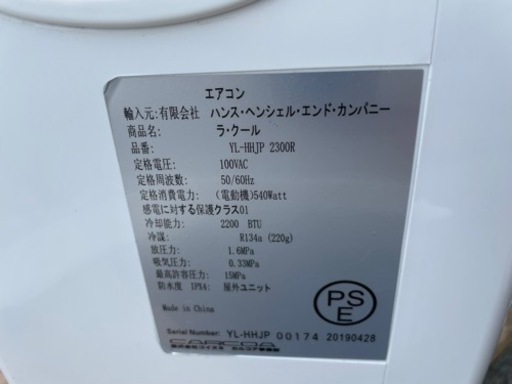 エアコン
輸入元:有限会社 ハンス・ヘンシェル・エンド・カンパニー
商品名: ラ・クール
品番: YL-HHJP 2300R
定格電圧: 100VAC
定格周波数: 50/60Hz
定格消費電力: (電動機)540Watt
感電に対する保護クラス01
冷却能力: 2200 BTU
冷謀: R134a (220g)
放圧力: 1.6MPa
吸気圧力: 0.33MPa
最高許容圧力: 15MPa
防水度 IPX4: 屋外ユニット
Made in China
PS
E
Serial Number: YL-HHJP 00174 20190428
CARCOA